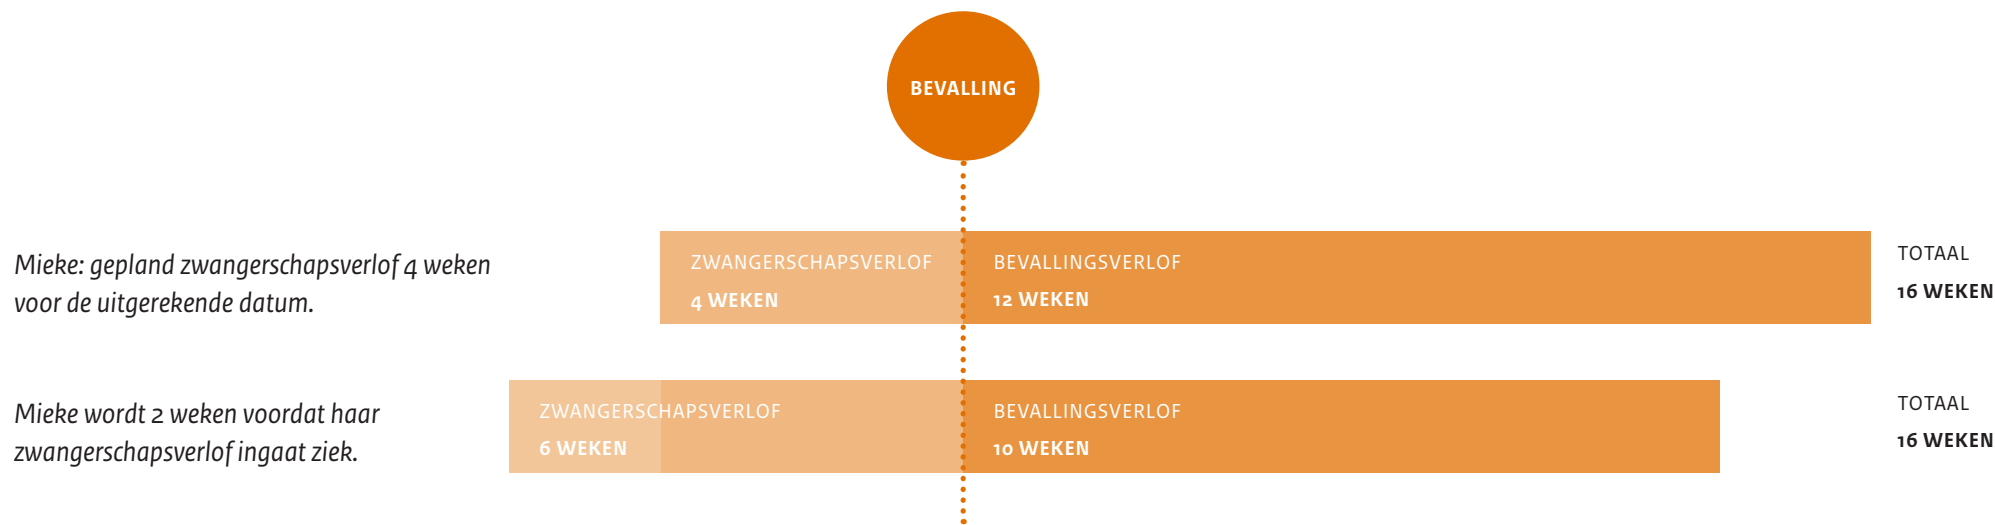 BEVALLING
Mieke: gepland zwangerschapsverlof 4 weken
voor de uitgerekende datum.
ZWANGERSCHAPSVERLOF
4 WEKEN
BEVALLINGSVERLOF
12 WEKEN
TOTAAL
16 WEKEN
Mieke wordt 2 weken voordat haar
zwangerschapsverlof ingaat ziek.
ZWANGERSCHAPSVERLOF
6 WEKEN
BEVALLINGSVERLOF
10 WEKEN
TOTAAL
16 WEKEN